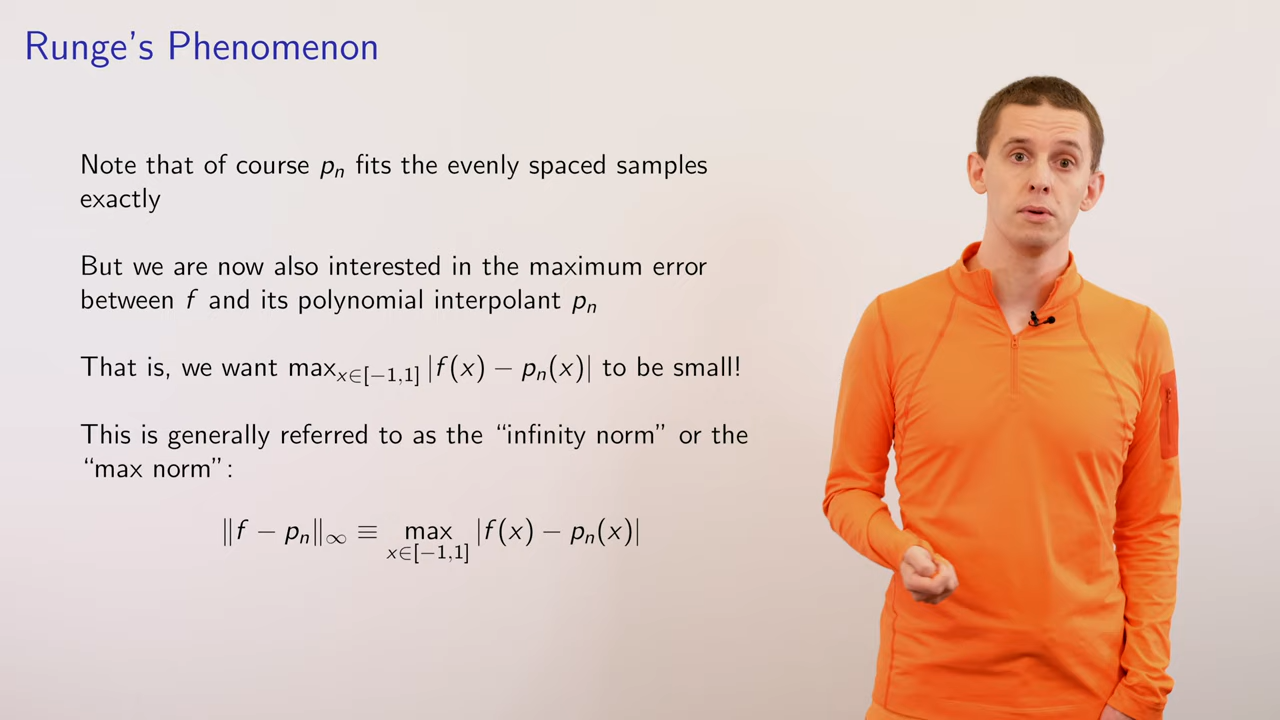 Runge's Phenomenon
Note that of course pₙ fits the evenly spaced samples
exactly
But we are now also interested in the maximum error
between f and its polynomial interpolant pₙ
That is, we want maxₓ∈[−1,1] |f(x) − pₙ(x)| to be small!
This is generally referred to as the “infinity norm” or the
“max norm”:
‖f − pₙ‖∞ ≡ max |f(x) − pₙ(x)|
x∈[−1,1]